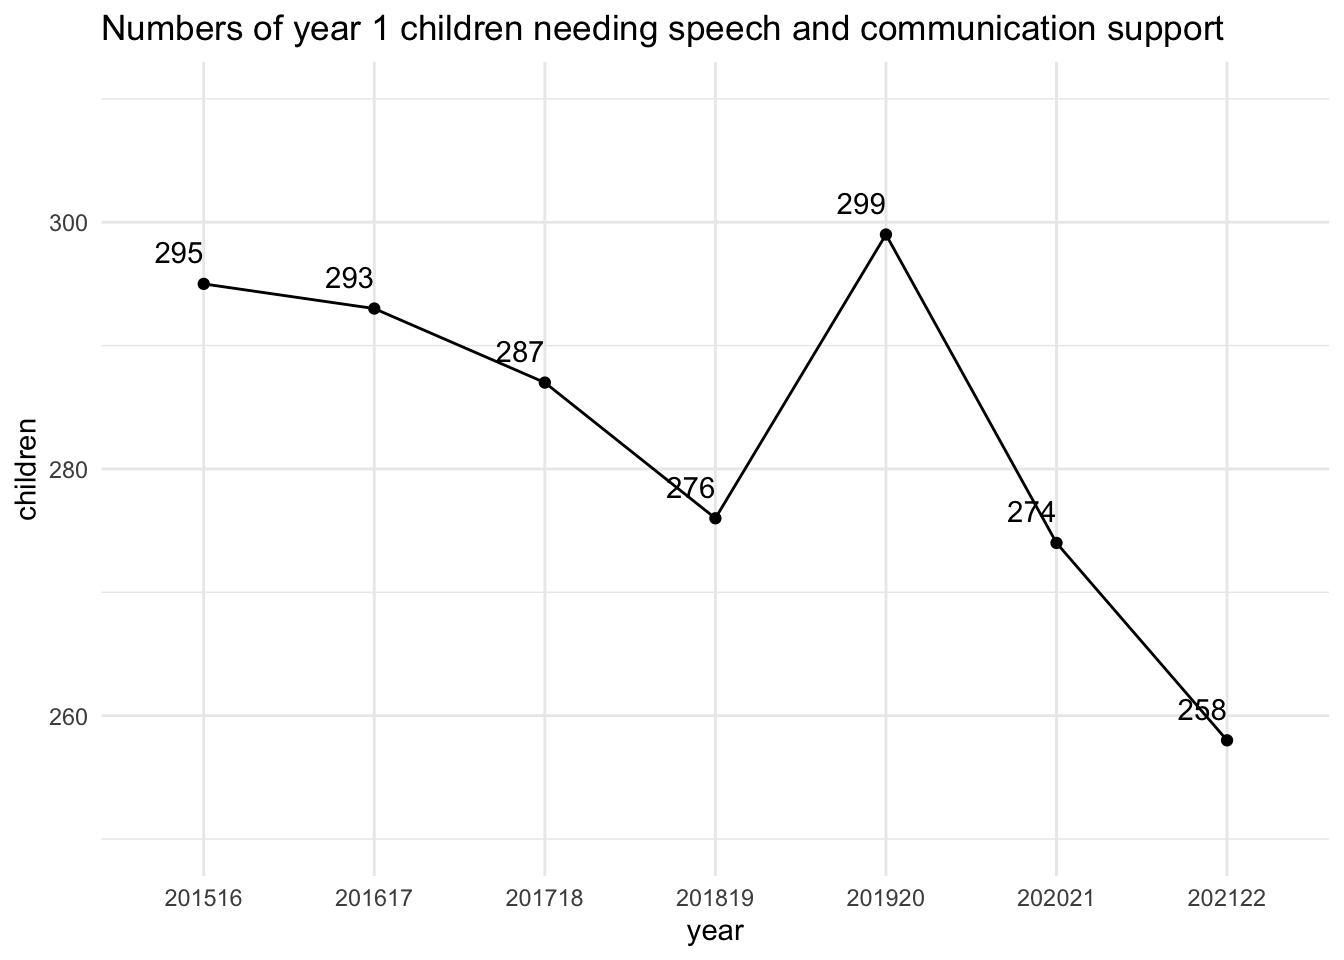 Numbers of year 1 children needing speech and communication support
300
280
260
children
295
293
287
276
299
274
258
201516 201617 201718 201819 201920 202021 202122
year